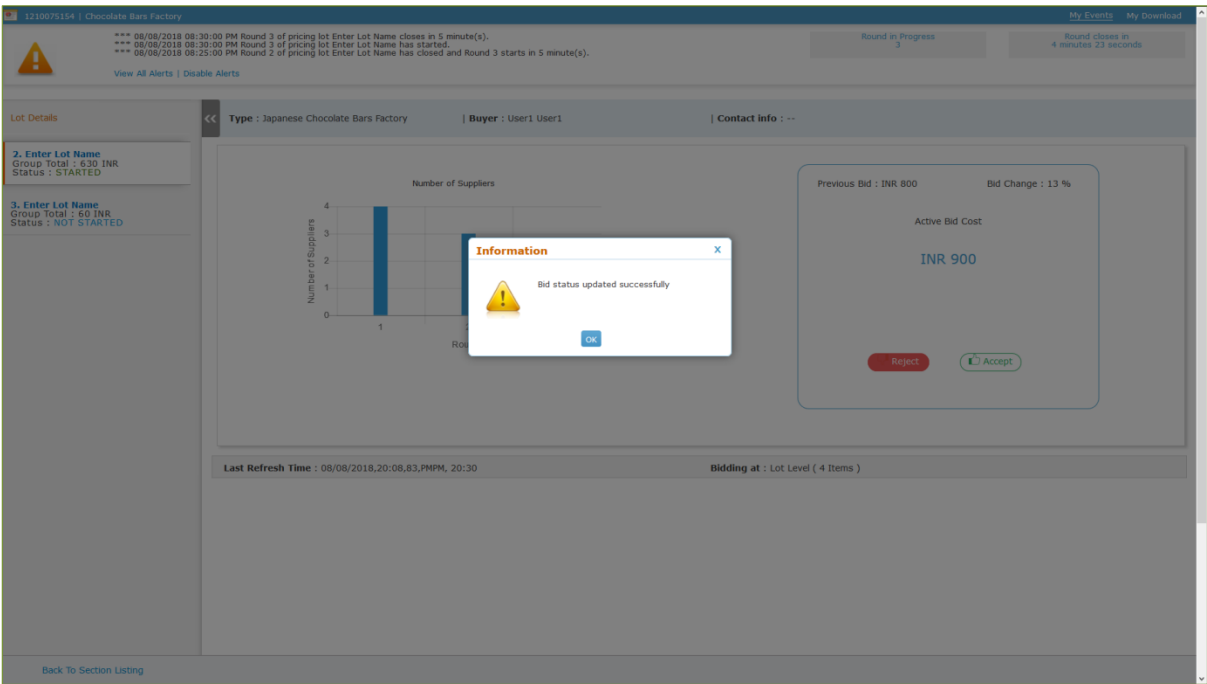 1210075154 | Chocolate Bars Factory
My Events My Download
*** 08/08/2018 08:30:00 PM Round 3 of pricing lot Enter Lot Name closes in 5 minute(s).
*** 08/08/2018 08:30:00 PM Round 3 of pricing lot Enter Lot Name has started.
*** 08/08/2018 08:25:00 PM Round 2 of pricing lot Enter Lot Name has closed and Round 3 starts in 5 minute(s).
View All Alerts | Disable Alerts
Round in Progress
3
Round closes in
4 minutes 23 seconds
Lot Details
2. Enter Lot Name
Group Total : 630 INR
Status : STARTED
3. Enter Lot Name
Group Total : 60 INR
Status : NOT STARTED
<< Type : Japanese Chocolate Bars Factory | Buyer : User1 User1 | Contact info : --
Number of Suppliers
Number of Suppliers
4
3
2
1
0
1
Information X
Bid status updated successfully
OK
Previous Bid : INR 800 Bid Change : 13 %
Active Bid Cost
INR 900
Reject Accept
Last Refresh Time : 08/08/2018,20:08,83,PMPM, 20:30 Bidding at : Lot Level ( 4 Items )
Back To Section Listing